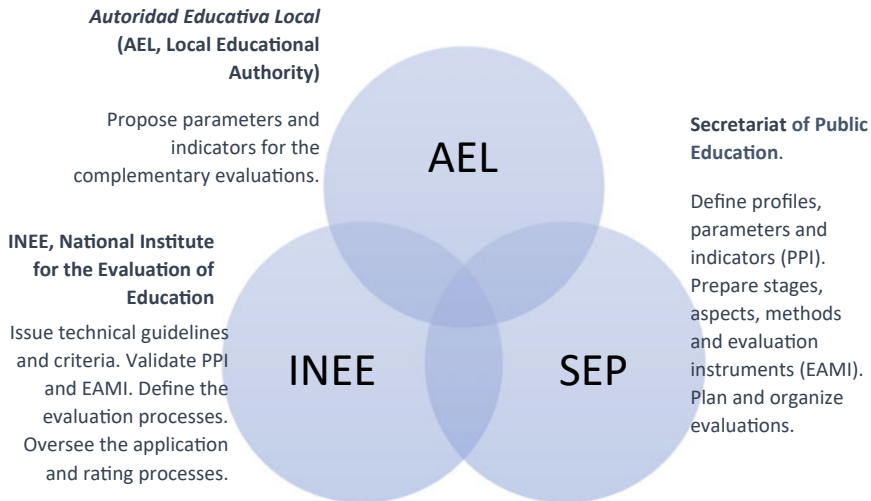 Autoridad Educativa Local
(AEL, Local Educational
Authority)
Propose parameters and
indicators for the
complementary evaluations.
AEL
Secretariat of Public
Education.
Define profiles,
parameters and
indicators (PPI).
Prepare stages,
aspects, methods
and evaluation
instruments (EAMI).
Plan and organize
evaluations.
INEE, National Institute
for the Evaluation of
Education
Issue technical guidelines
and criteria. Validate PPI
and EAMI. Define the
evaluation processes.
Oversee the application
and rating processes.
INEE
SEP